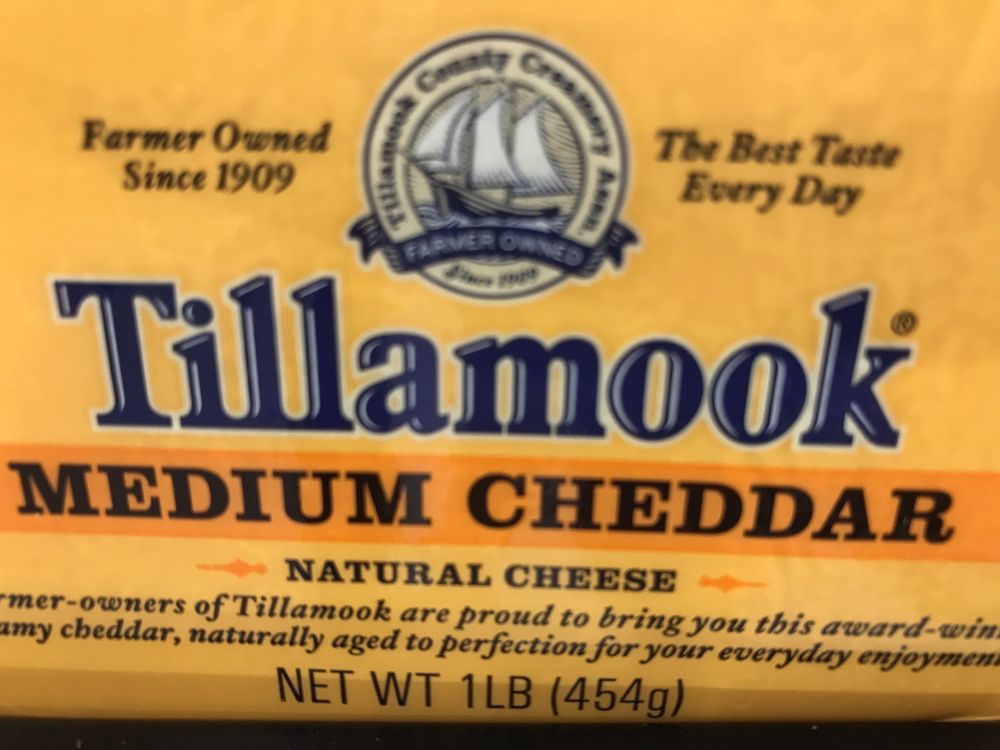 Tillamook County Creamery Assn.
FARMER OWNED
Since 1909
Farmer Owned
Since 1909
The Best Taste
Every Day
Tillamook®
MEDIUM CHEDDAR
NATURAL CHEESE
rmer-owners of Tillamook are proud to bring you this award-win
amy cheddar, naturally aged to perfection for your everyday enjoymen
NET WT 1LB (454g)